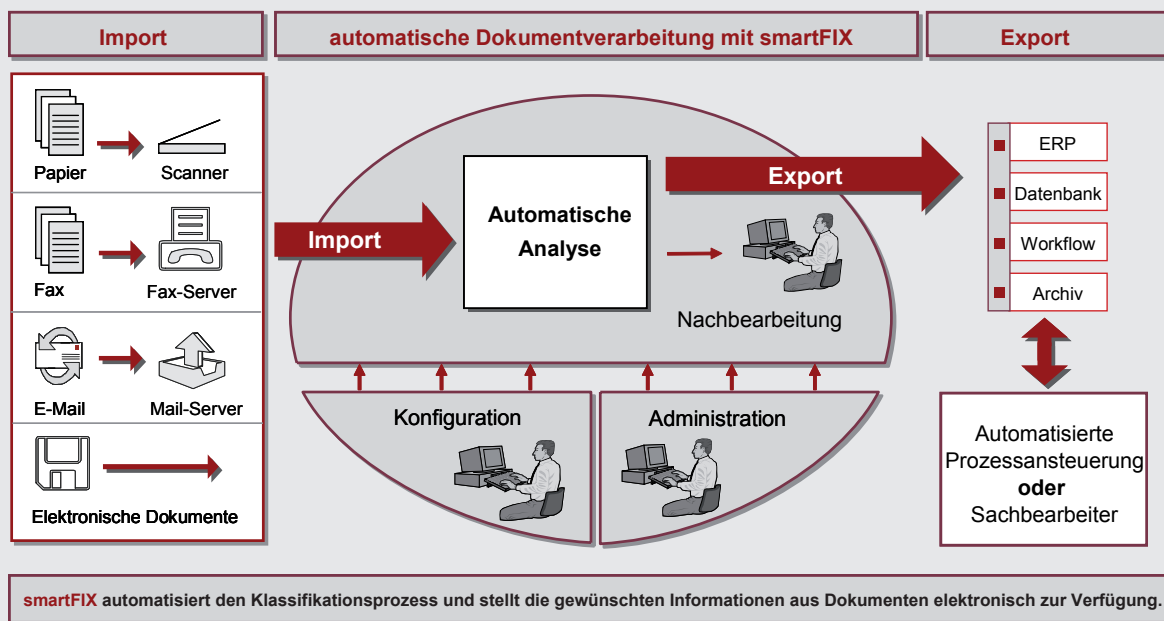 Import
automatische Dokumentverarbeitung mit smartFIX
Export
Papier
Scanner
Fax
Fax-Server
E-Mail
Mail-Server
Elektronische Dokumente
Import
Automatische
Analyse
Export
Nachbearbeitung
Konfiguration
Administration
ERP
Datenbank
Workflow
Archiv
Automatisierte
Prozessansteuerung
oder
Sachbearbeiter
smartFIX automatisiert den Klassifikationsprozess und stellt die gewünschten Informationen aus Dokumenten elektronisch zur Verfügung.